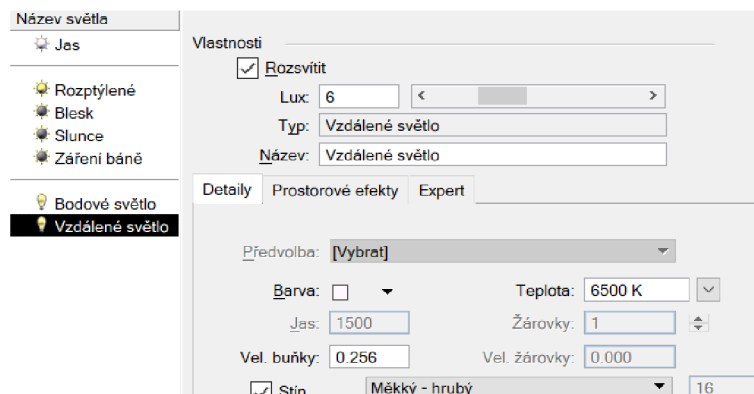 Název světla
Jas
Rozptýlené
Blesk
Slunce
Záření báně
Bodové světlo
Vzdálené světlo
Vlastnosti
Rozsvítit
Lux: 6
Typ: Vzdálené světlo
Název: Vzdálené světlo
Detaily Prostorové efekty Expert
Předvolba: [Vybrat]
Barva: Teplota: 6500 K
Jas: 1500 Žárovky: 1
Vel. buňky: 0.256 Vel. žárovky: 0.000
Stín Měkký - hrubý 16